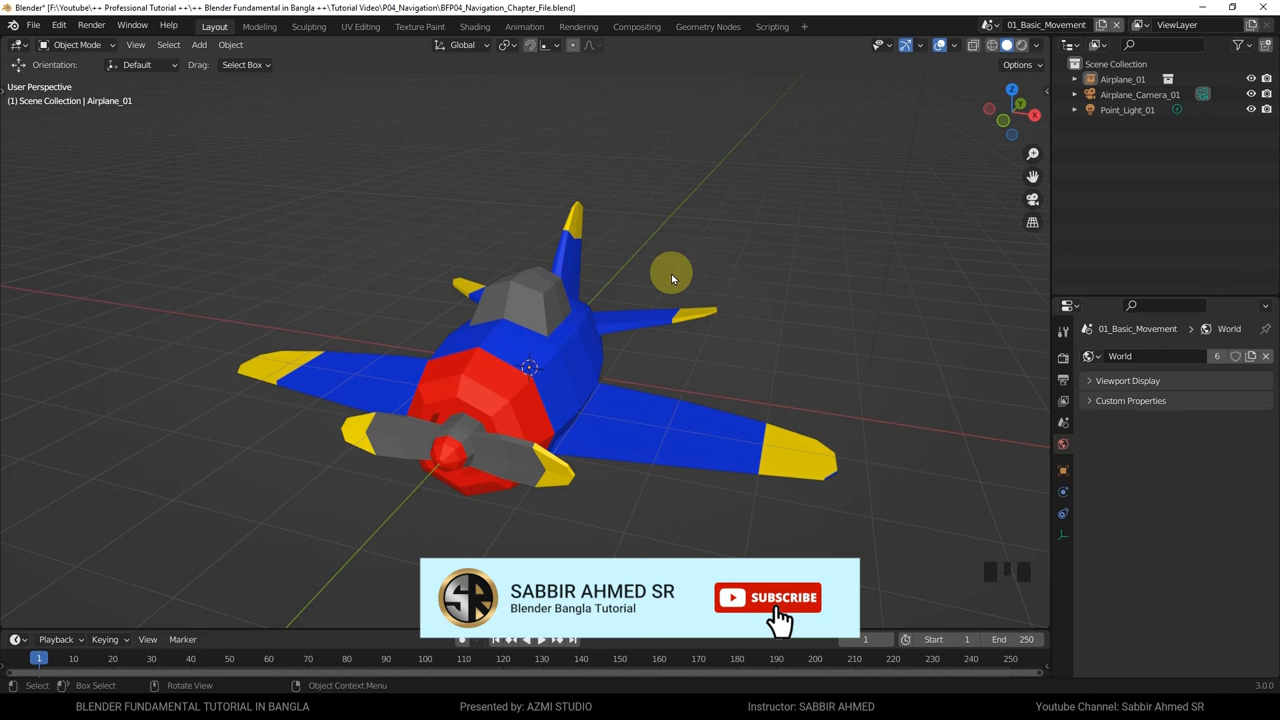 Blender* [F:\Youtube\++ Professional Tutorial ++\++ Blender Fundamental in Bangla ++\Tutorial Video\P04_Navigation\BFP04_Navigation_Chapter_File.blend]
File Edit Render Window Help Layout Modeling Sculpting UV Editing Texture Paint Shading Animation Rendering Compositing Geometry Nodes Scripting + 01_Basic_Movement ViewLayer
Object Mode View Select Add Object Global
Orientation: Default Drag: Select Box Options
User Perspective
(1) Scene Collection | Airplane_01
Z
Y
X
Scene Collection
Airplane_01
Airplane_Camera_01
Point_Light_01
01_Basic_Movement > World
World 6
Viewport Display
Custom Properties
SR
SABBIR AHMED SR
Blender Bangla Tutorial
SUBSCRIBE
Playback Keying View Marker 1 Start 1 End 250
1 10 20 30 40 50 60 70 80 90 100 110 120 130 140 150 160 170 180 190 200 210 220 230 240 250
Select Box Select Rotate View Object Context Menu 3.0.0
BLENDER FUNDAMENTAL TUTORIAL IN BANGLA Presented by: AZMI STUDIO Instructor: SABBIR AHMED Youtube Channel: Sabbir Ahmed SR